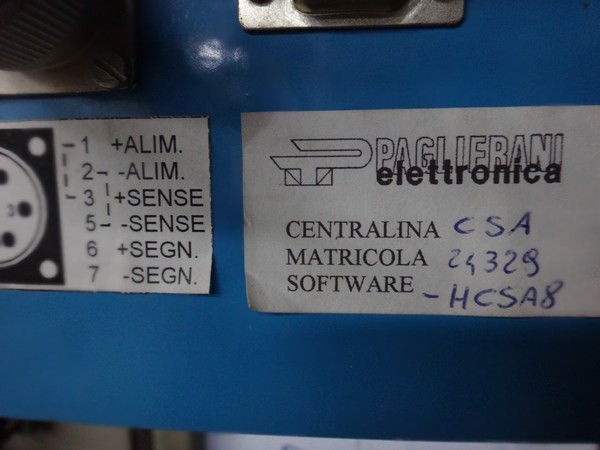 1 +ALIM.
2 -ALIM.
3 +SENSE
5 -SENSE
6 +SEGN.
7 -SEGN.
3
PAGLIERANI
elettronica
CENTRALINA CSA
MATRICOLA 24329
SOFTWARE -HCSA8